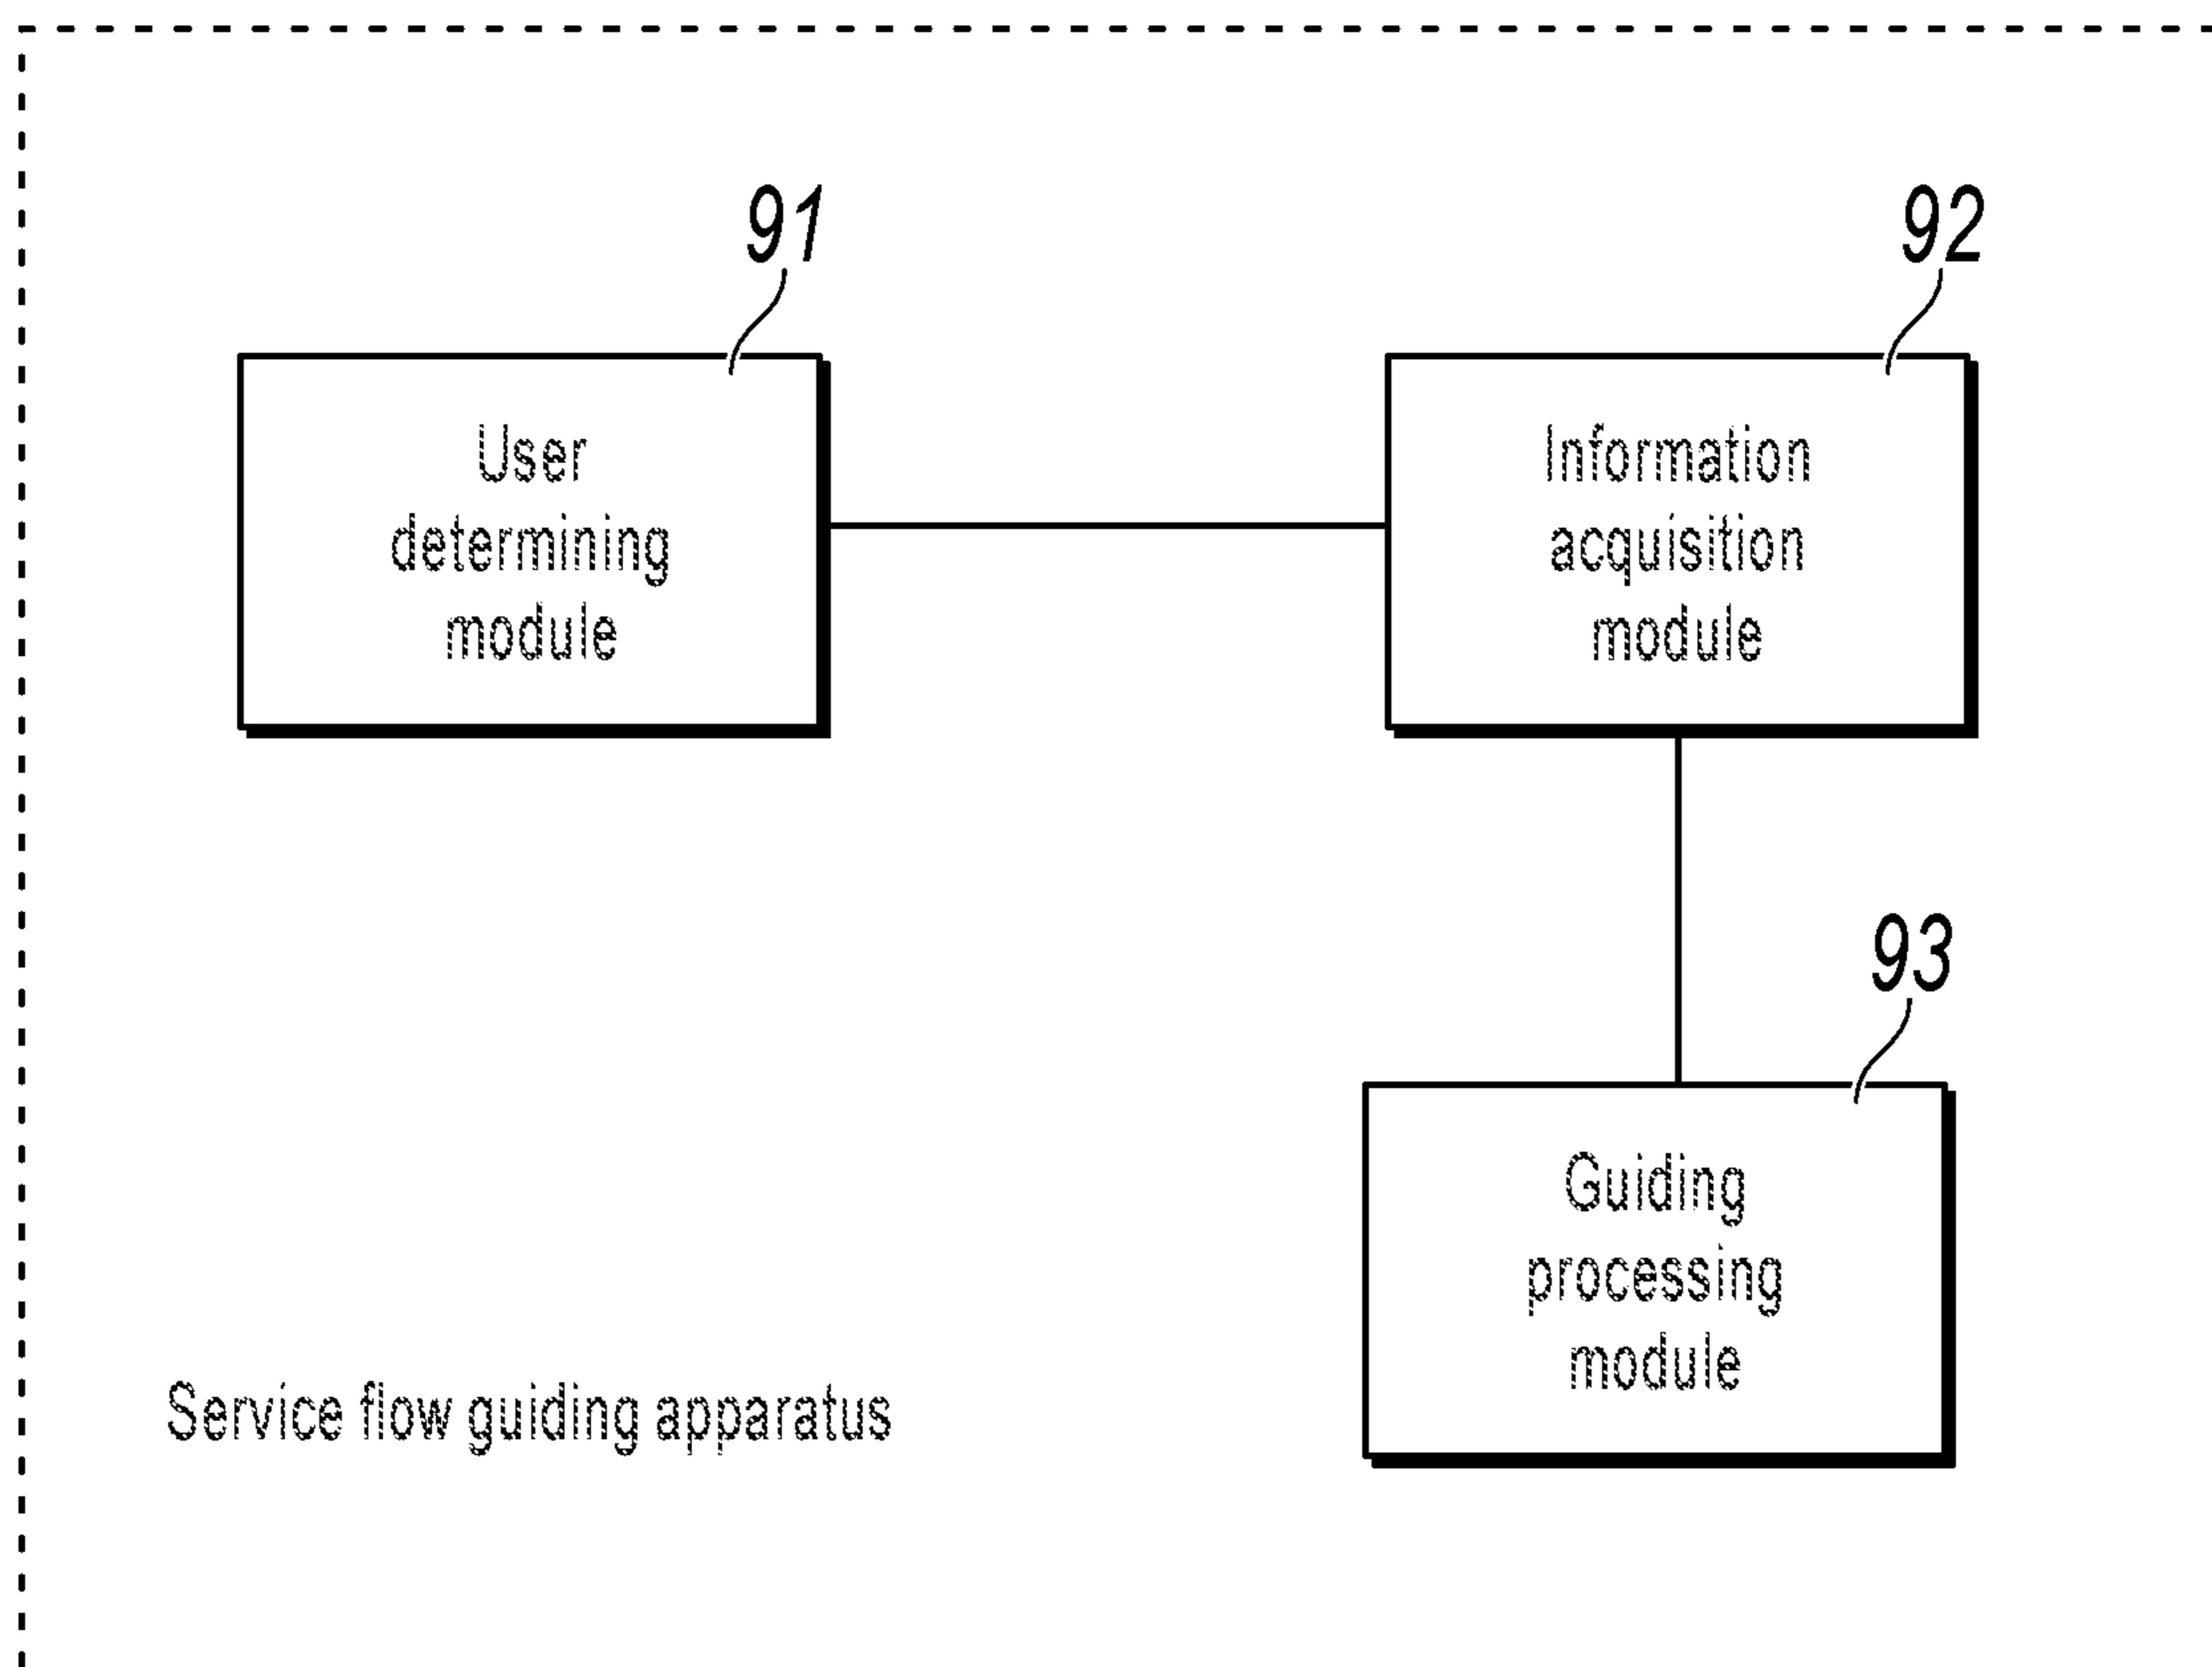 91
User
determining
module
92
Information
acquisition
module
93
Guiding
processing
module
Service flow guiding apparatus